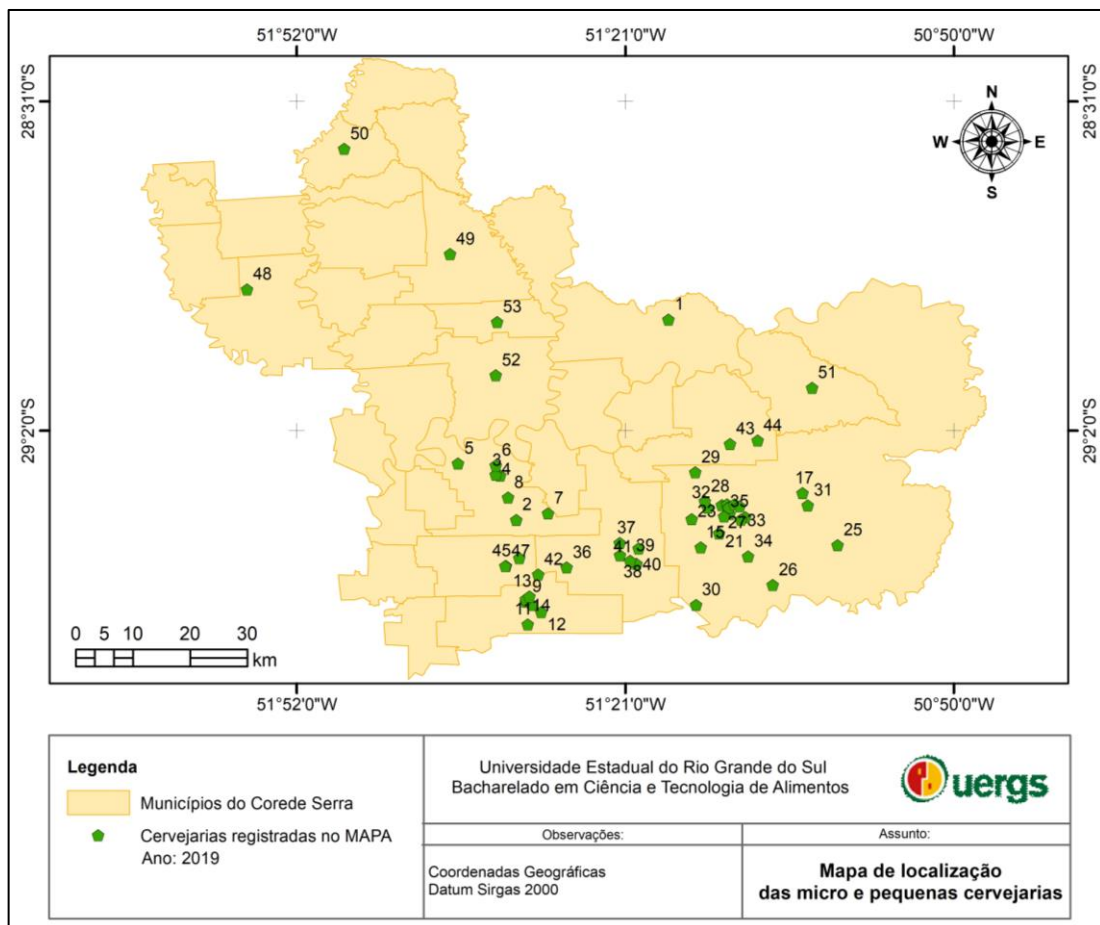 51°52'0"W 51°21'0"W 50°50'0"W
28°31'0"S 28°31'0"S
N
W E
S
50
49
48
53
1
52
51
43 44
29
5 6
3
4
8
2 7
17
31
28
32
35
23
27 33
15
21
34
25
26
30
37
41 39
38 40
36
42
45 47
13 9
11 14
12
29°2'0"S 29°2'0"S
0 5 10 20 30
km
51°52'0"W 51°21'0"W 50°50'0"W
Legenda
Municípios do Corede Serra
Cervejarias registradas no MAPA
Ano: 2019
Universidade Estadual do Rio Grande do Sul
Bacharelado em Ciência e Tecnologia de Alimentos
uergs
Observações:
Assunto:
Coordenadas Geográficas
Datum Sirgas 2000
Mapa de localização
das micro e pequenas cervejarias